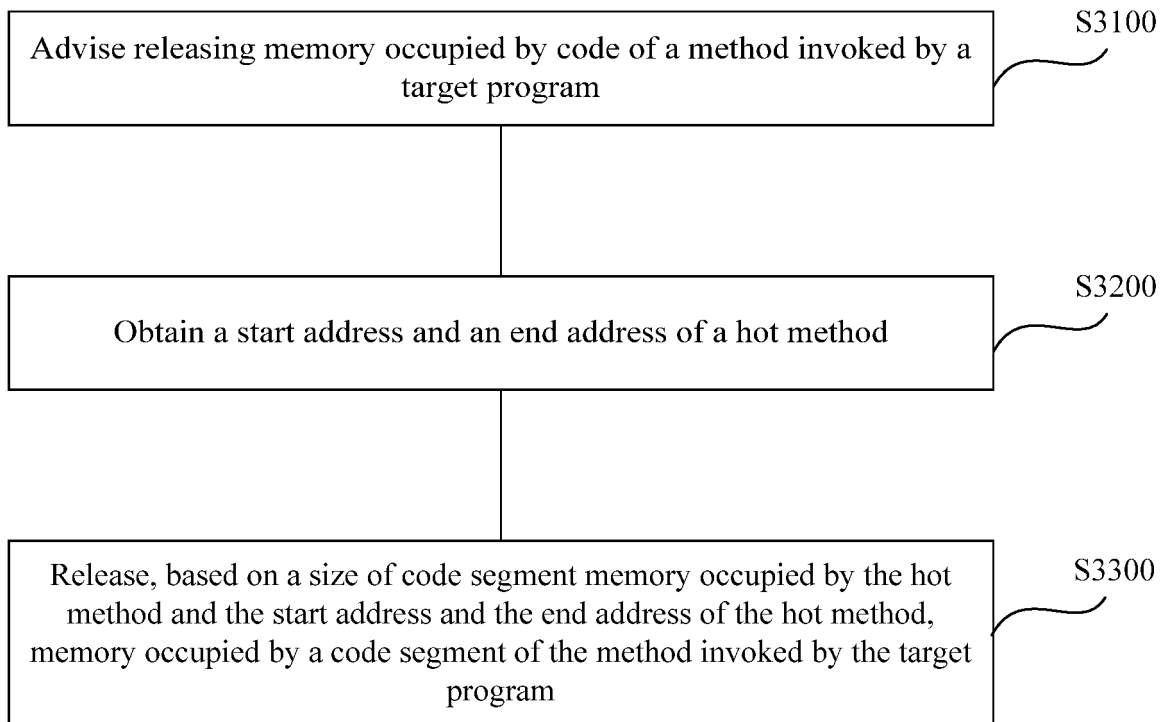 S3100
Advise releasing memory occupied by code of a method invoked by a
target program
S3200
Obtain a start address and an end address of a hot method
S3300
Release, based on a size of code segment memory occupied by the hot
method and the start address and the end address of the hot method,
memory occupied by a code segment of the method invoked by the target
program